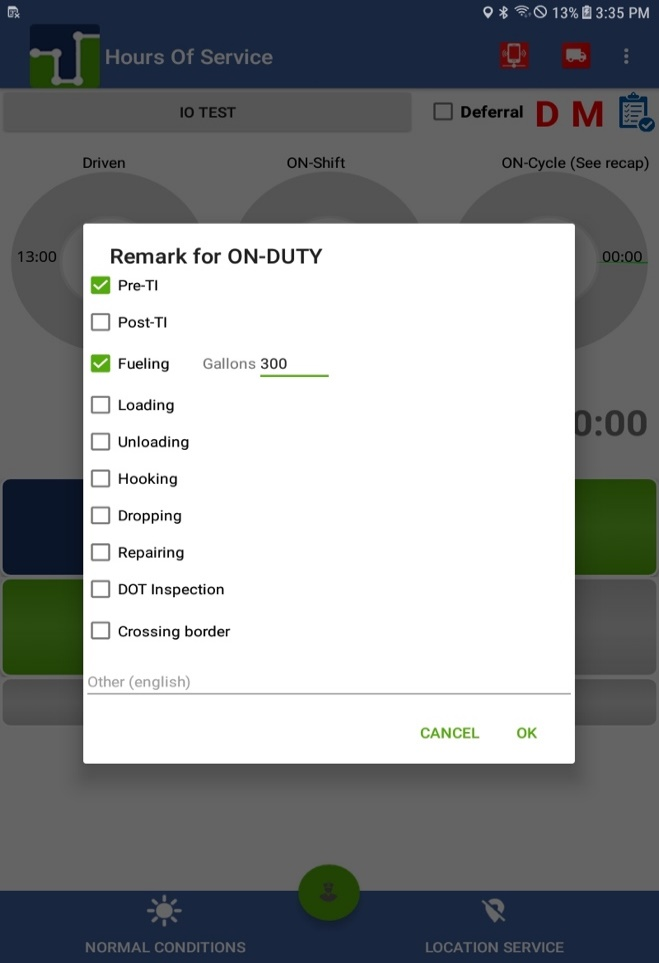 13% 3:35 PM
Hours Of Service
IO TEST
Deferral D M
Driven ON-Shift ON-Cycle (See recap)
13:00 00:00
Remark for ON-DUTY
Pre-TI
Post-TI
Fueling Gallons 300
Loading
0:00
Unloading
Hooking
Dropping
Repairing
DOT Inspection
Crossing border
Other (english)
CANCEL OK
NORMAL CONDITIONS LOCATION SERVICE